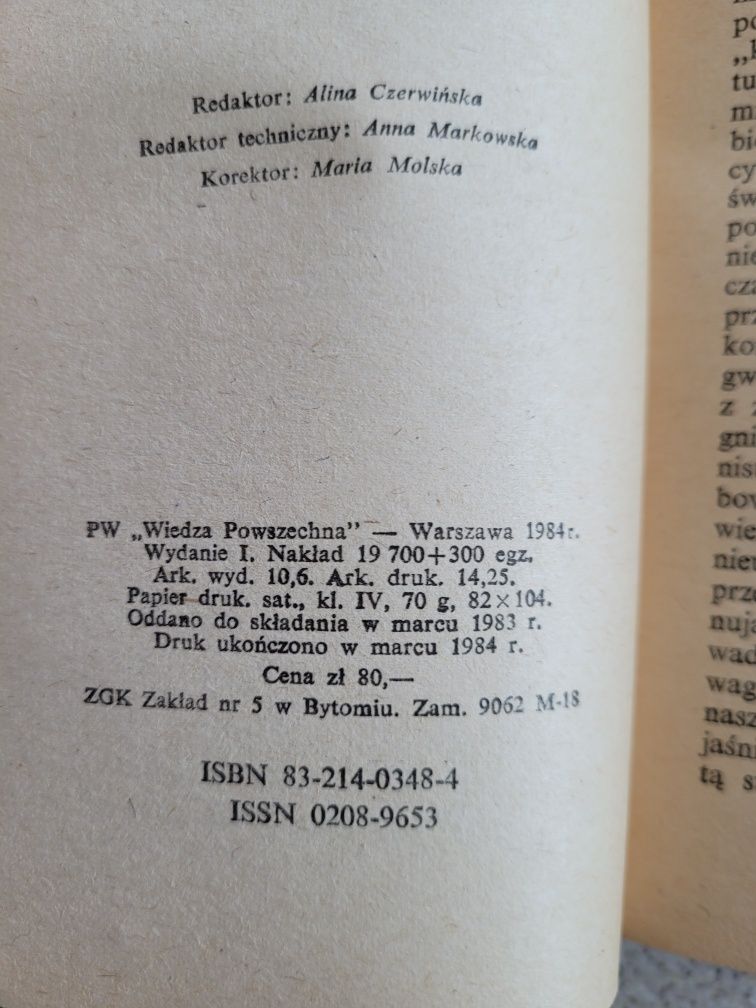 Redaktor: Alina Czerwińska
Redaktor techniczny: Anna Markowska
Korektor: Maria Molska
PW „Wiedza Powszechna” — Warszawa 1984 r.
Wydanie I. Nakład 19 700+300 egz.
Ark. wyd. 10,6. Ark. druk. 14,25.
Papier druk. sat., kl. IV, 70 g, 82×104.
Oddano do składania w marcu 1983 r.
Druk ukończono w marcu 1984 r.
Cena zł 80,—
ZGK Zakład nr 5 w Bytomiu. Zam. 9062 M-18
ISBN 83-214-0348-4
ISSN 0208-9653